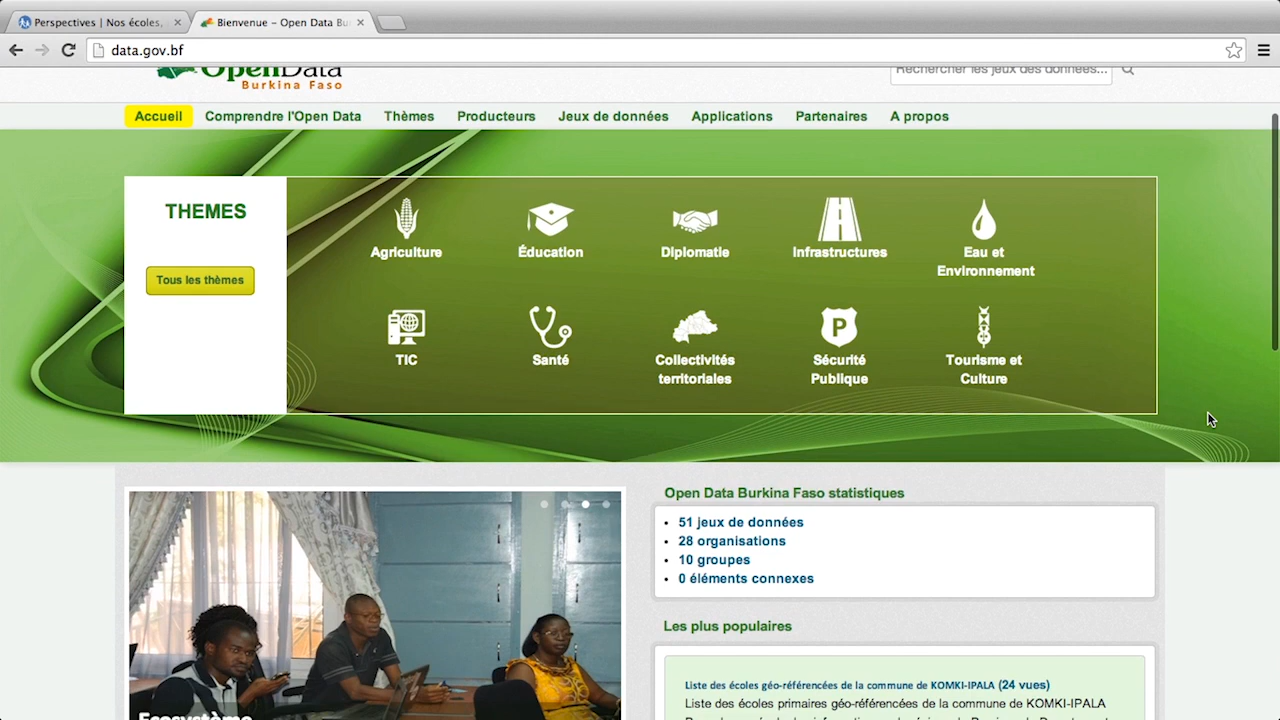 Perspectives | Nos écoles,
Bienvenue – Open Data Bur
data.gov.bf
OpenData
Burkina Faso
Rechercher les jeux des données...
Accueil
Comprendre l'Open Data
Thèmes
Producteurs
Jeux de données
Applications
Partenaires
A propos
THEMES
Tous les thèmes
Agriculture
Éducation
Diplomatie
Infrastructures
Eau et
Environnement
TIC
Santé
Collectivités
territoriales
P
Sécurité
Publique
Tourisme et
Culture
Ecosystème
Open Data Burkina Faso statistiques
• 51 jeux de données
• 28 organisations
• 10 groupes
• 0 éléments connexes
Les plus populaires
Liste des écoles géo-référencées de la commune de KOMKI-IPALA (24 vues)
Liste des écoles primaires géo-référencées de la commune de KOMKI-IPALA